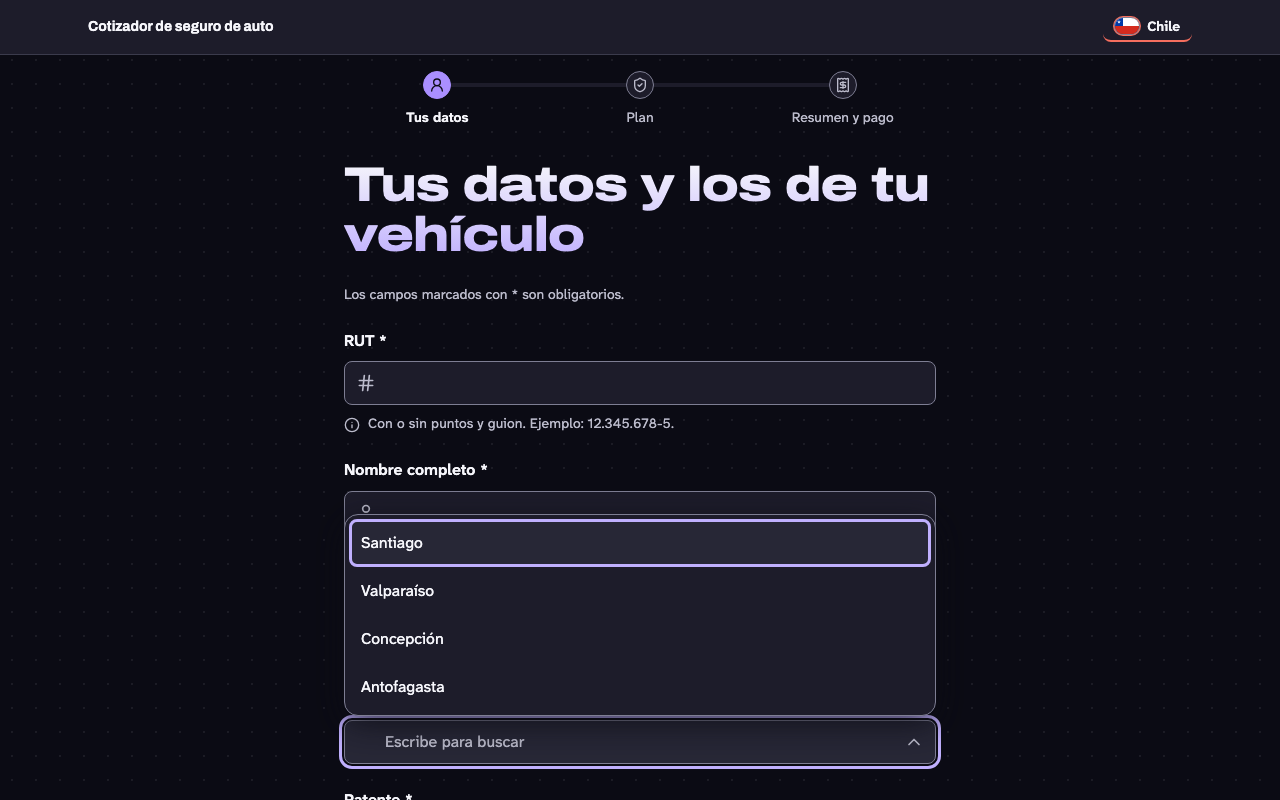 Cotizador de seguro de auto
Chile
Tus datos
Plan
Resumen y pago
Tus datos y los de tu
vehículo
Los campos marcados con * son obligatorios.
RUT *
Con o sin puntos y guion. Ejemplo: 12.345.678-5.
Nombre completo *
Santiago
Valparaíso
Concepción
Antofagasta
Escribe para buscar
Patente *